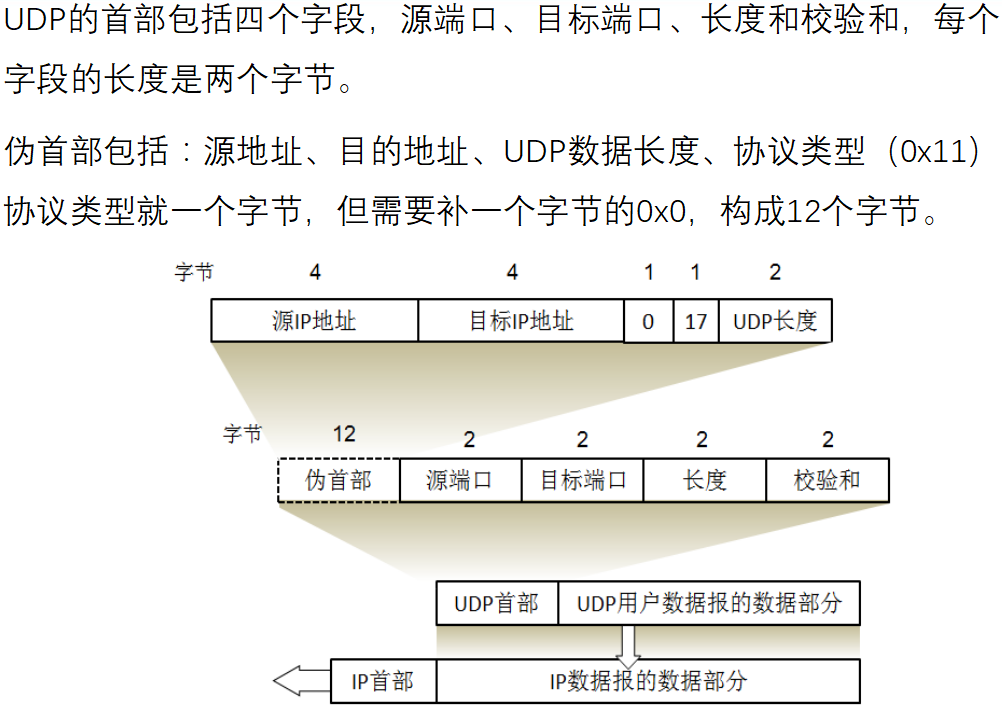 UDP的首部包括四个字段，源端口、目标端口、长度和校验和，每个
字段的长度是两个字节。
伪首部包括：源地址、目的地址、UDP数据长度、协议类型（0x11）
协议类型就一个字节，但需要补一个字节的0x0，构成12个字节。
字节 4 4 1 1 2
源IP地址 目标IP地址 0 17 UDP长度
字节 12 2 2 2 2
伪首部 源端口 目标端口 长度 校验和
UDP首部 UDP用户数据报的数据部分
IP首部 IP数据报的数据部分